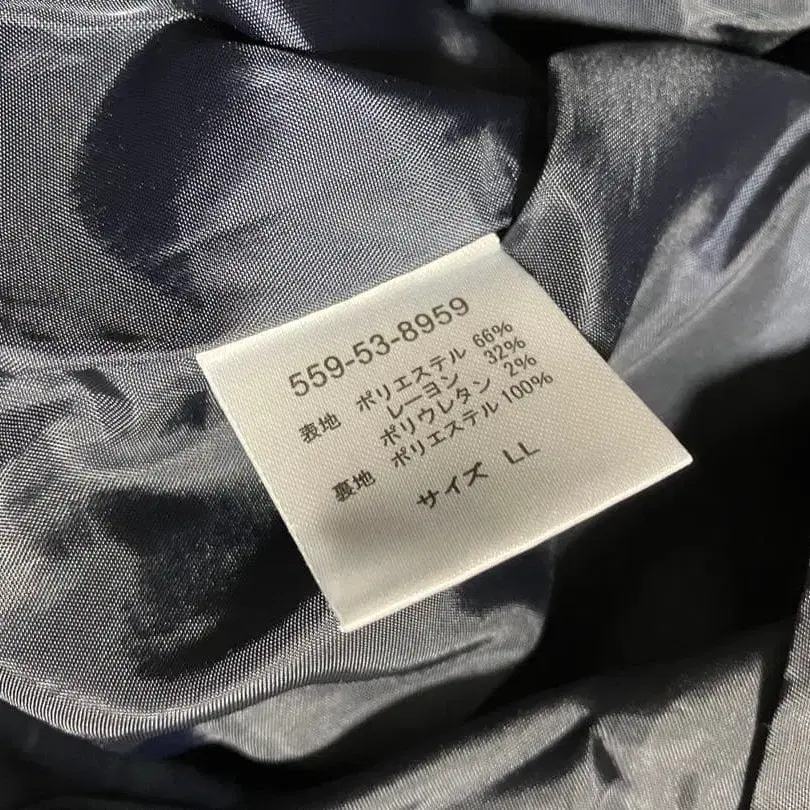 559-53-8959
表地 ポリエステル 66%
レーヨン 32%
ポリウレタン 2%
裏地 ポリエステル 100%
サイズ LL